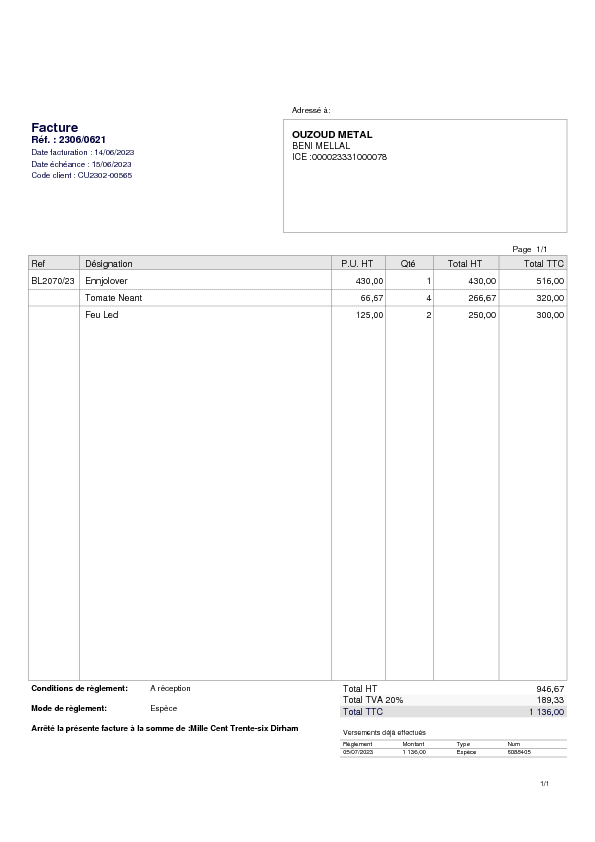 Adressé à:
Facture
Réf. : 2306/0621
Date facturation : 14/06/2023
Date échéance : 15/06/2023
Code client : CU2302-00565
OUZOUD METAL
BENI MELLAL
ICE :000023331000078
Page 1/1
Ref Désignation P.U. HT Qté Total HT Total TTC
BL2070/23 Ennjolover 430,00 1 430,00 516,00
Tomate Neant 66,67 4 266,67 320,00
Feu Led 125,00 2 250,00 300,00
Conditions de règlement: A réception
Total HT 946,67
Total TVA 20% 189,33
Mode de règlement: Espèce
Total TTC 1 136,00
Arrêté la présente facture à la somme de :Mille Cent Trente-six Dirham
Versements déjà effectués
Règlement Montant Type Num
05/07/2023 1 136,00 Espèce
1/1